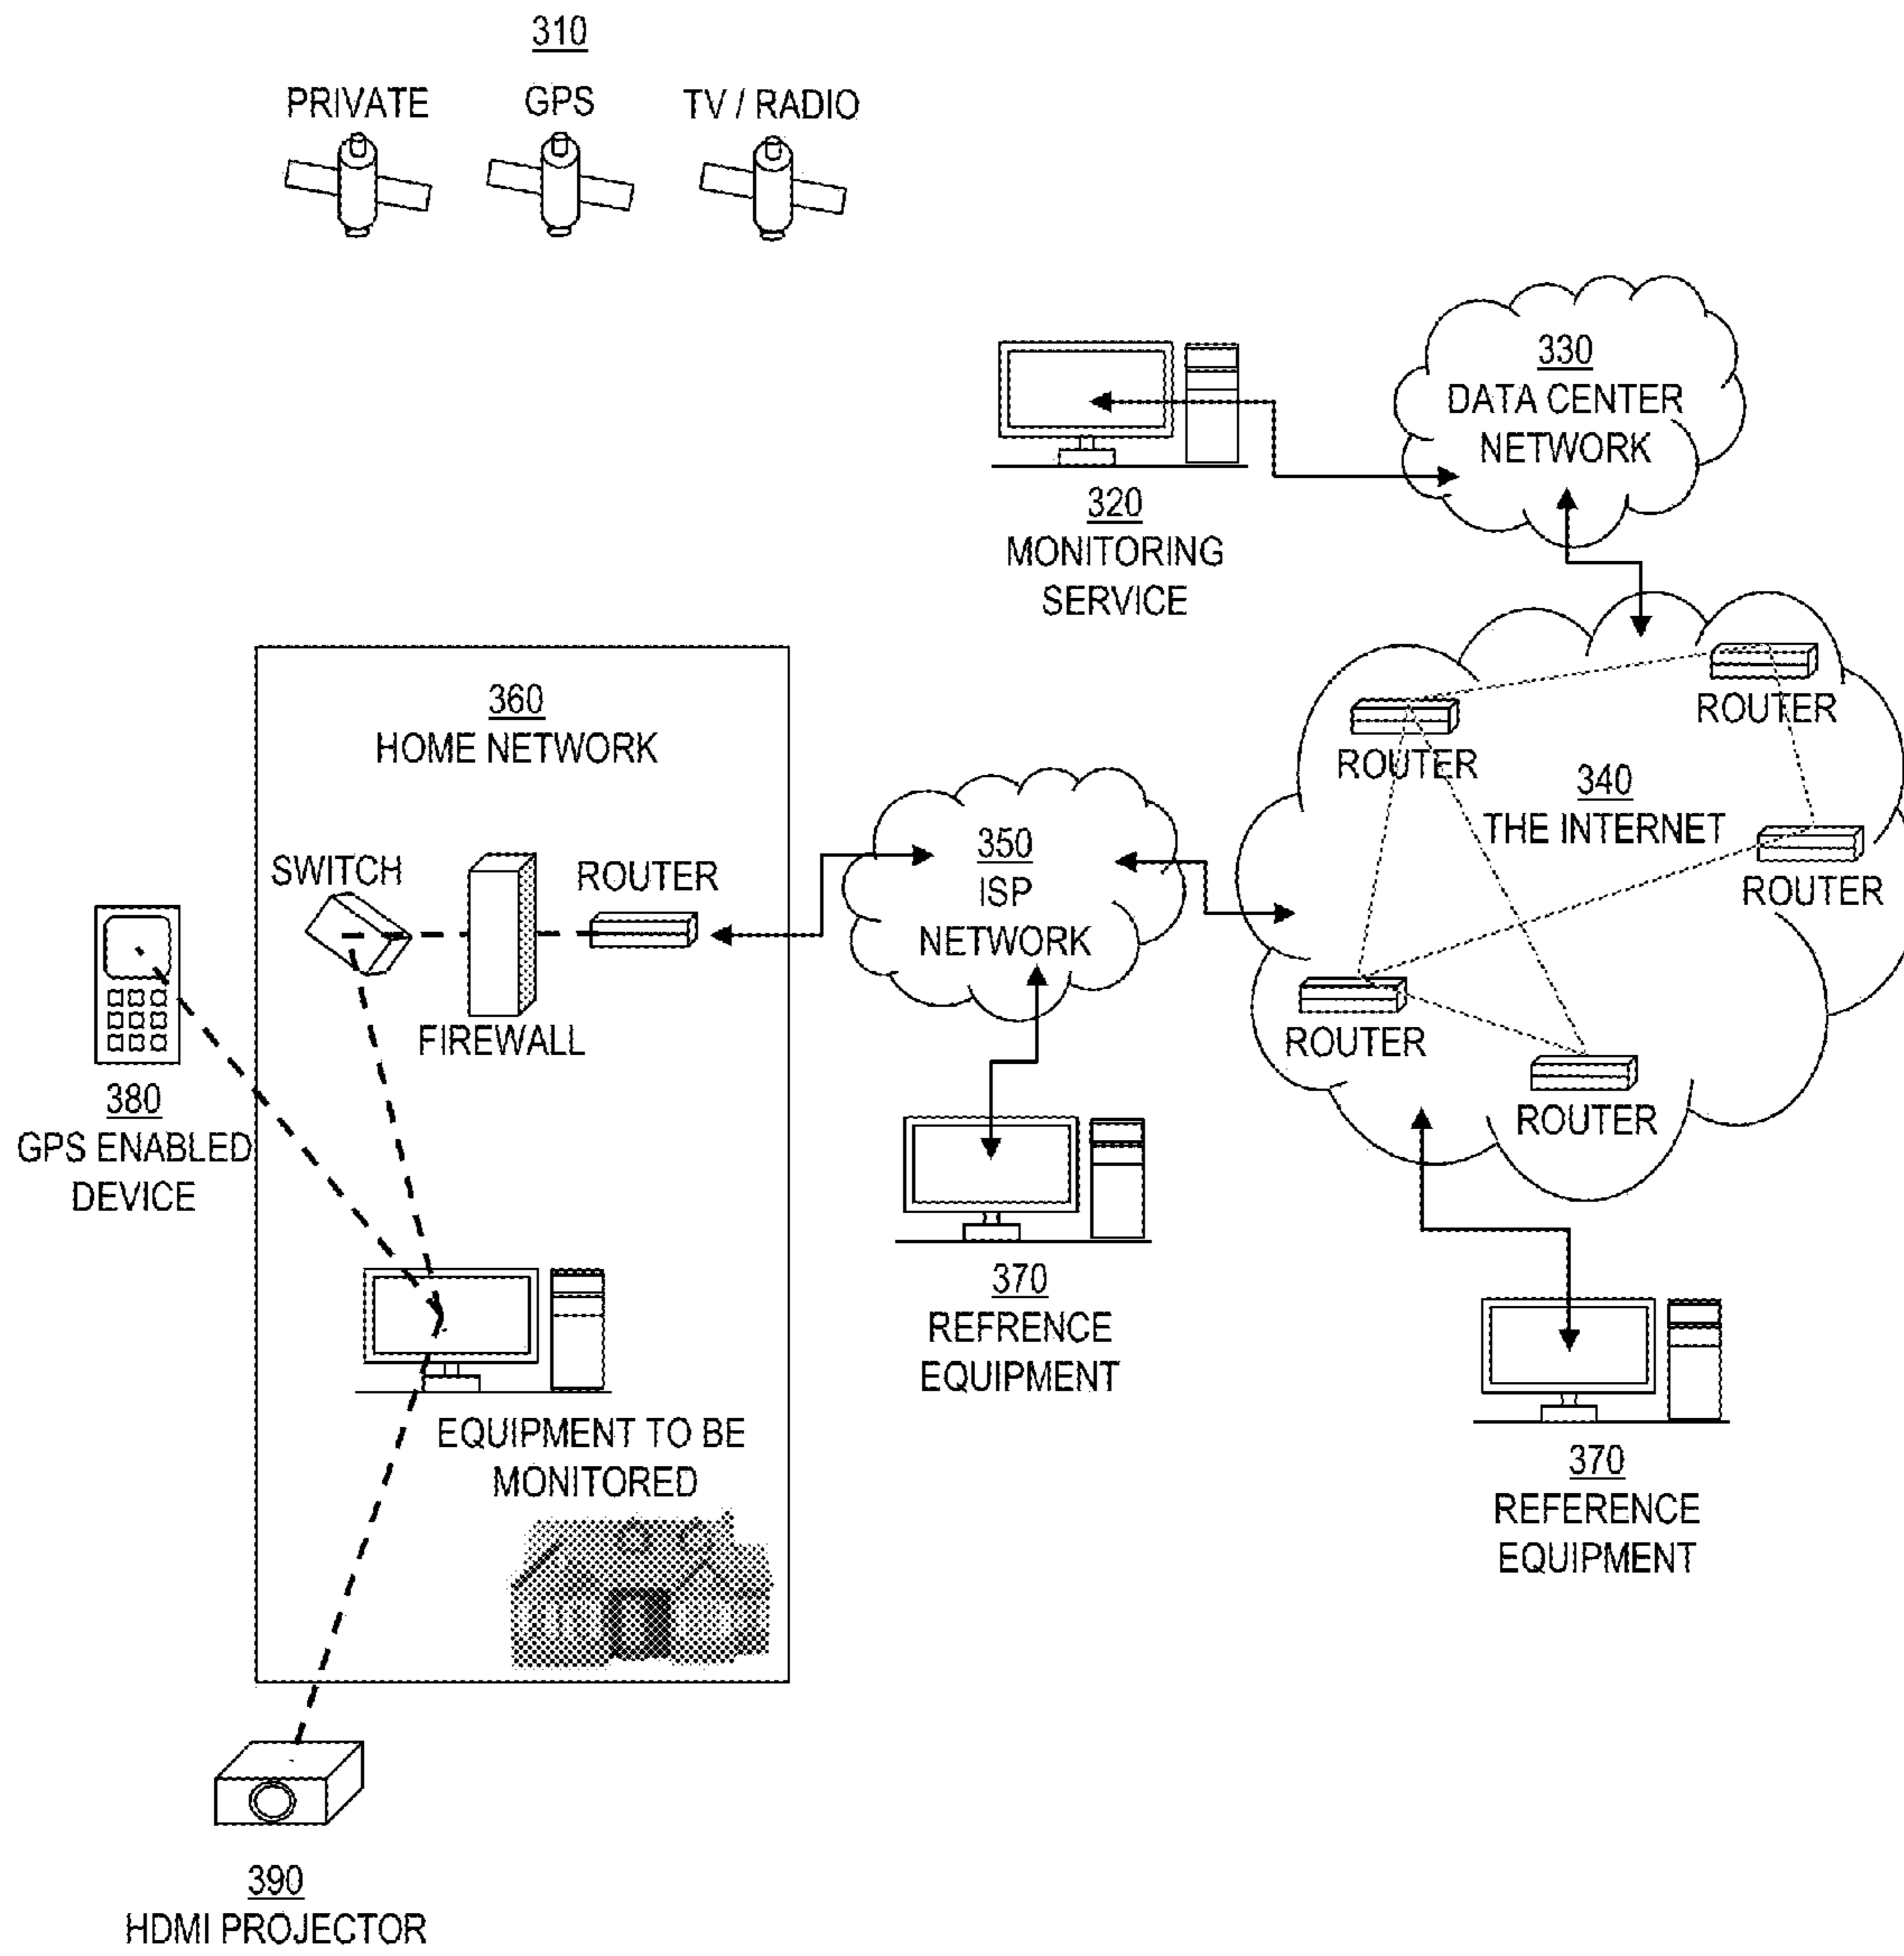 310
PRIVATE
GPS
TV / RADIO
330
DATA CENTER
NETWORK
320
MONITORING
SERVICE
360
HOME NETWORK
ROUTER
ROUTER
340
THE INTERNET
ROUTER
ROUTER
ROUTER
350
ISP
NETWORK
SWITCH
ROUTER
FIREWALL
380
GPS ENABLED
DEVICE
370
REFRENCE
EQUIPMENT
EQUIPMENT TO BE
MONITORED
370
REFERENCE
EQUIPMENT
390
HDMI PROJECTOR